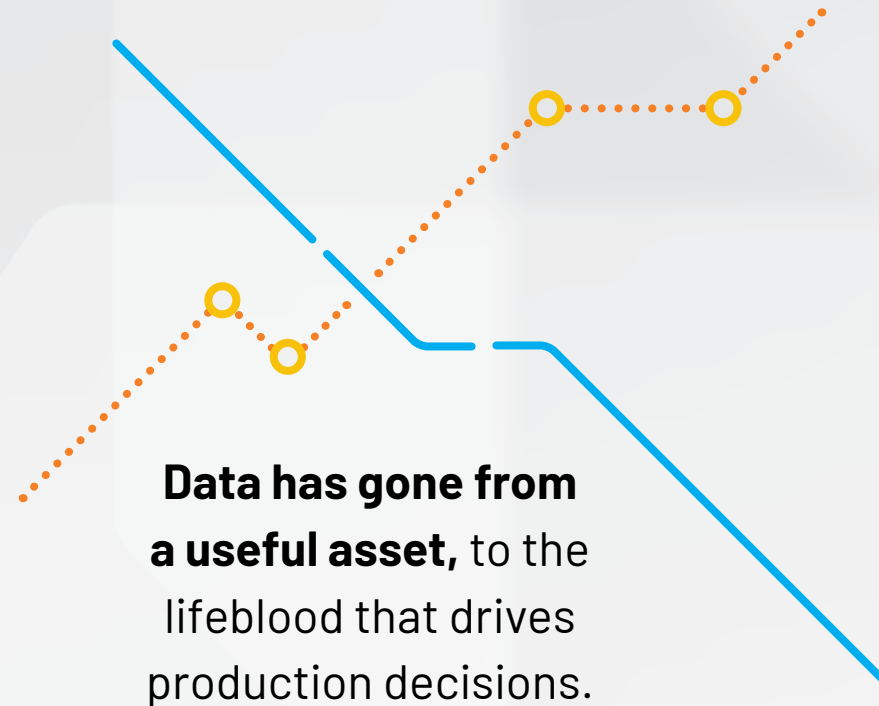 Data has gone from
a useful asset, to the
lifeblood that drives
production decisions.